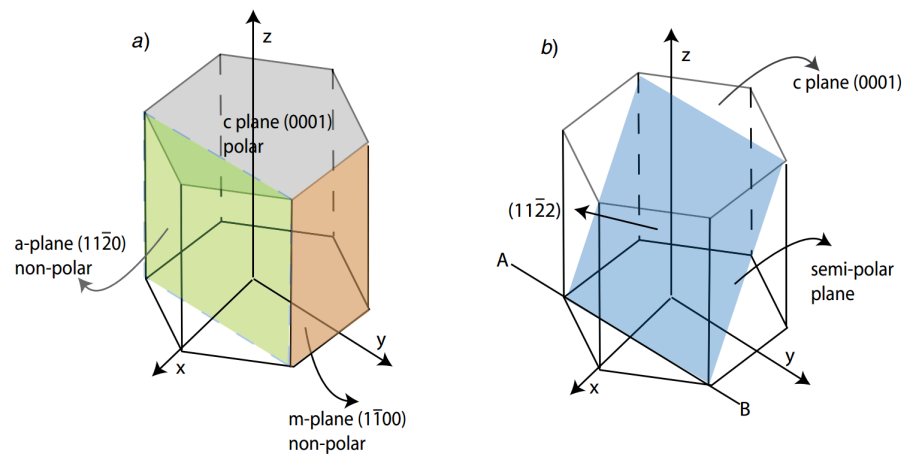 a)
z
c plane (0001)
polar
a-plane (112̅0)
non-polar
x
y
m-plane (11̅00)
non-polar
b)
z
c plane (0001)
(112̅2)
A
semi-polar
plane
x
y
B